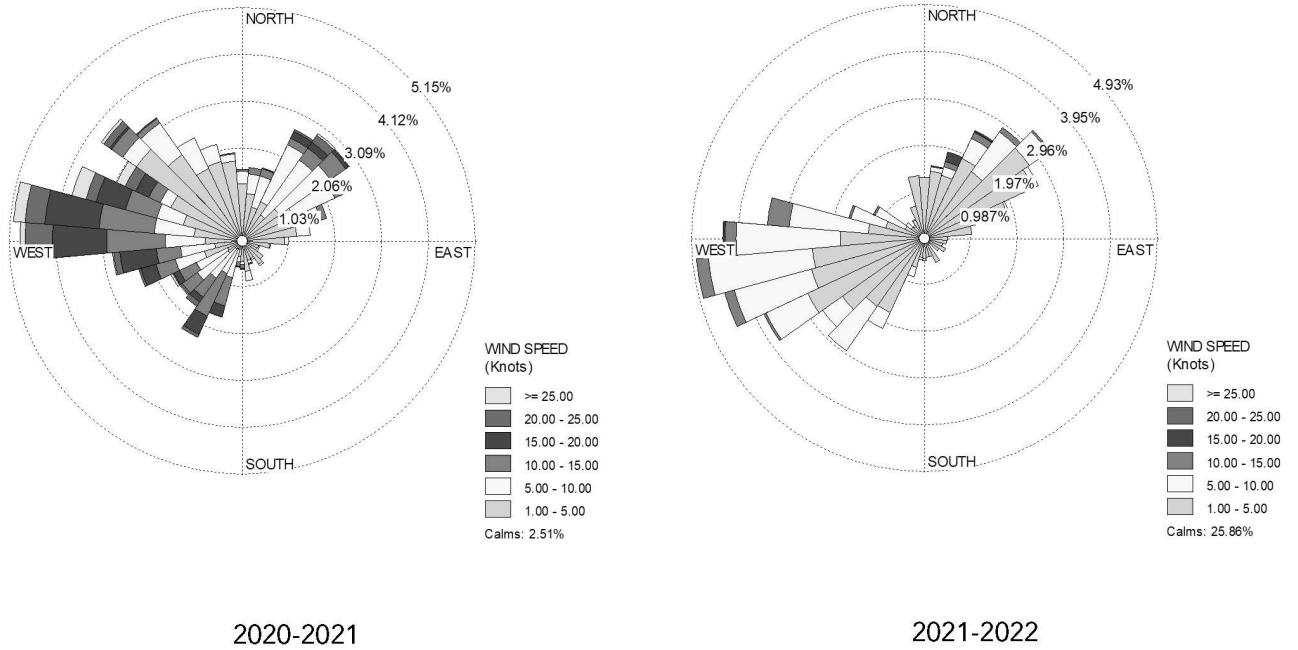 NORTH
5.15%
4.12%
3.09%
2.06%
1.03%
WEST
EAST
SOUTH
WIND SPEED
(Knots)
>= 25.00
20.00 - 25.00
15.00 - 20.00
10.00 - 15.00
5.00 - 10.00
1.00 - 5.00
Calms: 2.51%
2020-2021
NORTH
4.93%
3.95%
2.96%
1.97%
0.987%
WEST
EAST
SOUTH
WIND SPEED
(Knots)
>= 25.00
20.00 - 25.00
15.00 - 20.00
10.00 - 15.00
5.00 - 10.00
1.00 - 5.00
Calms: 25.86%
2021-2022